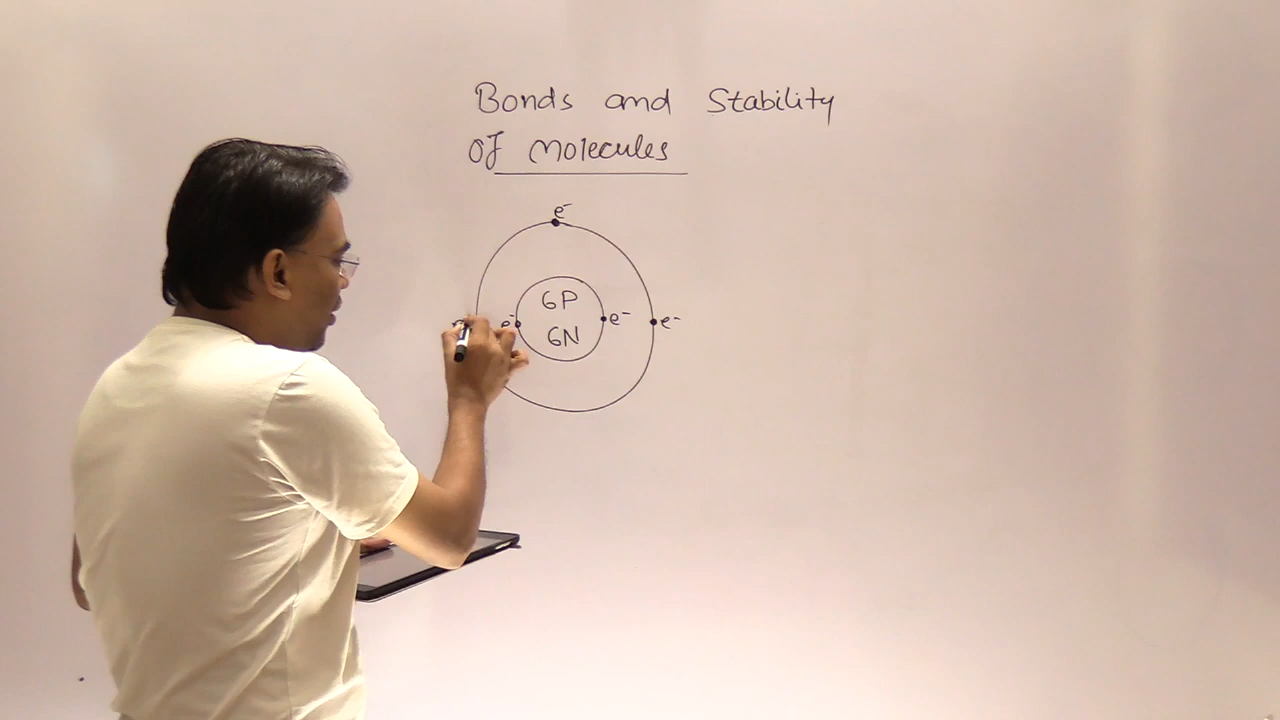 Bonds and Stability
Of Molecules
e⁻
6P
e⁻ e⁻ e⁻
6N